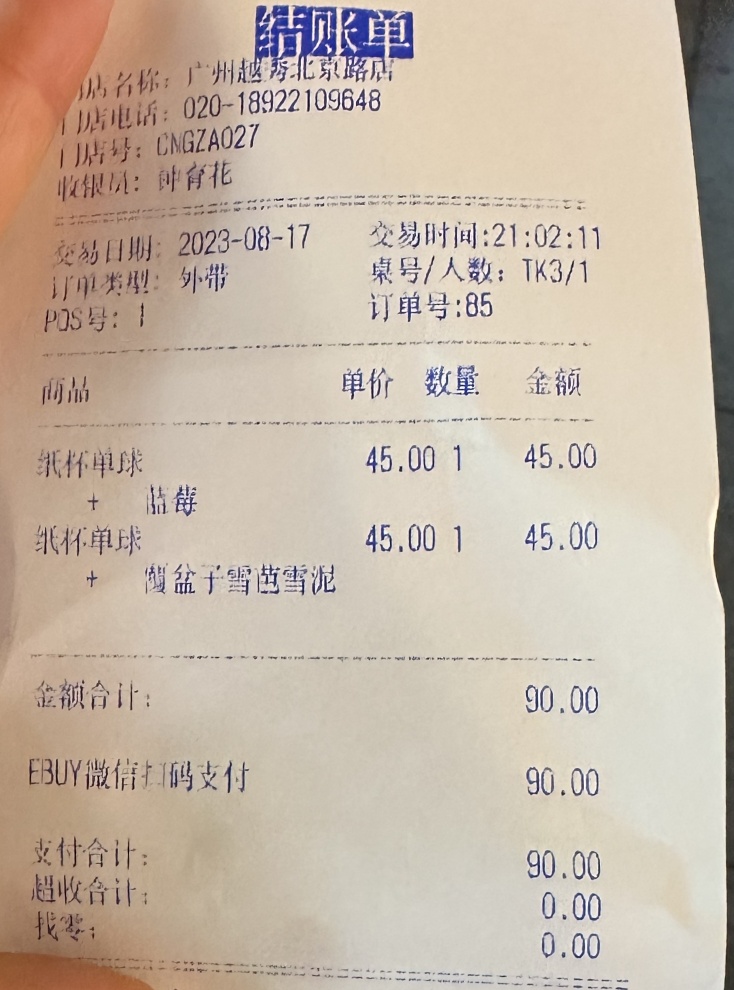 结账单
门店名称: 广州越秀北京路店
门店电话: 020-18922109648
门店号: CNGZA027
收银员: 钟育花
交易日期: 2023-08-17 交易时间:21:02:11
订单类型: 外带 桌号/人数: TK3/1
POS号: 1 订单号:85
商品 单价 数量 金额
纸杯单球 45.00 1 45.00
+ 蓝莓
纸杯单球 45.00 1 45.00
+ 覆盆子雪芭雪泥
金额合计: 90.00
EBUY微信扫码支付 90.00
支付合计: 90.00
超收合计: 0.00
找零: 0.00